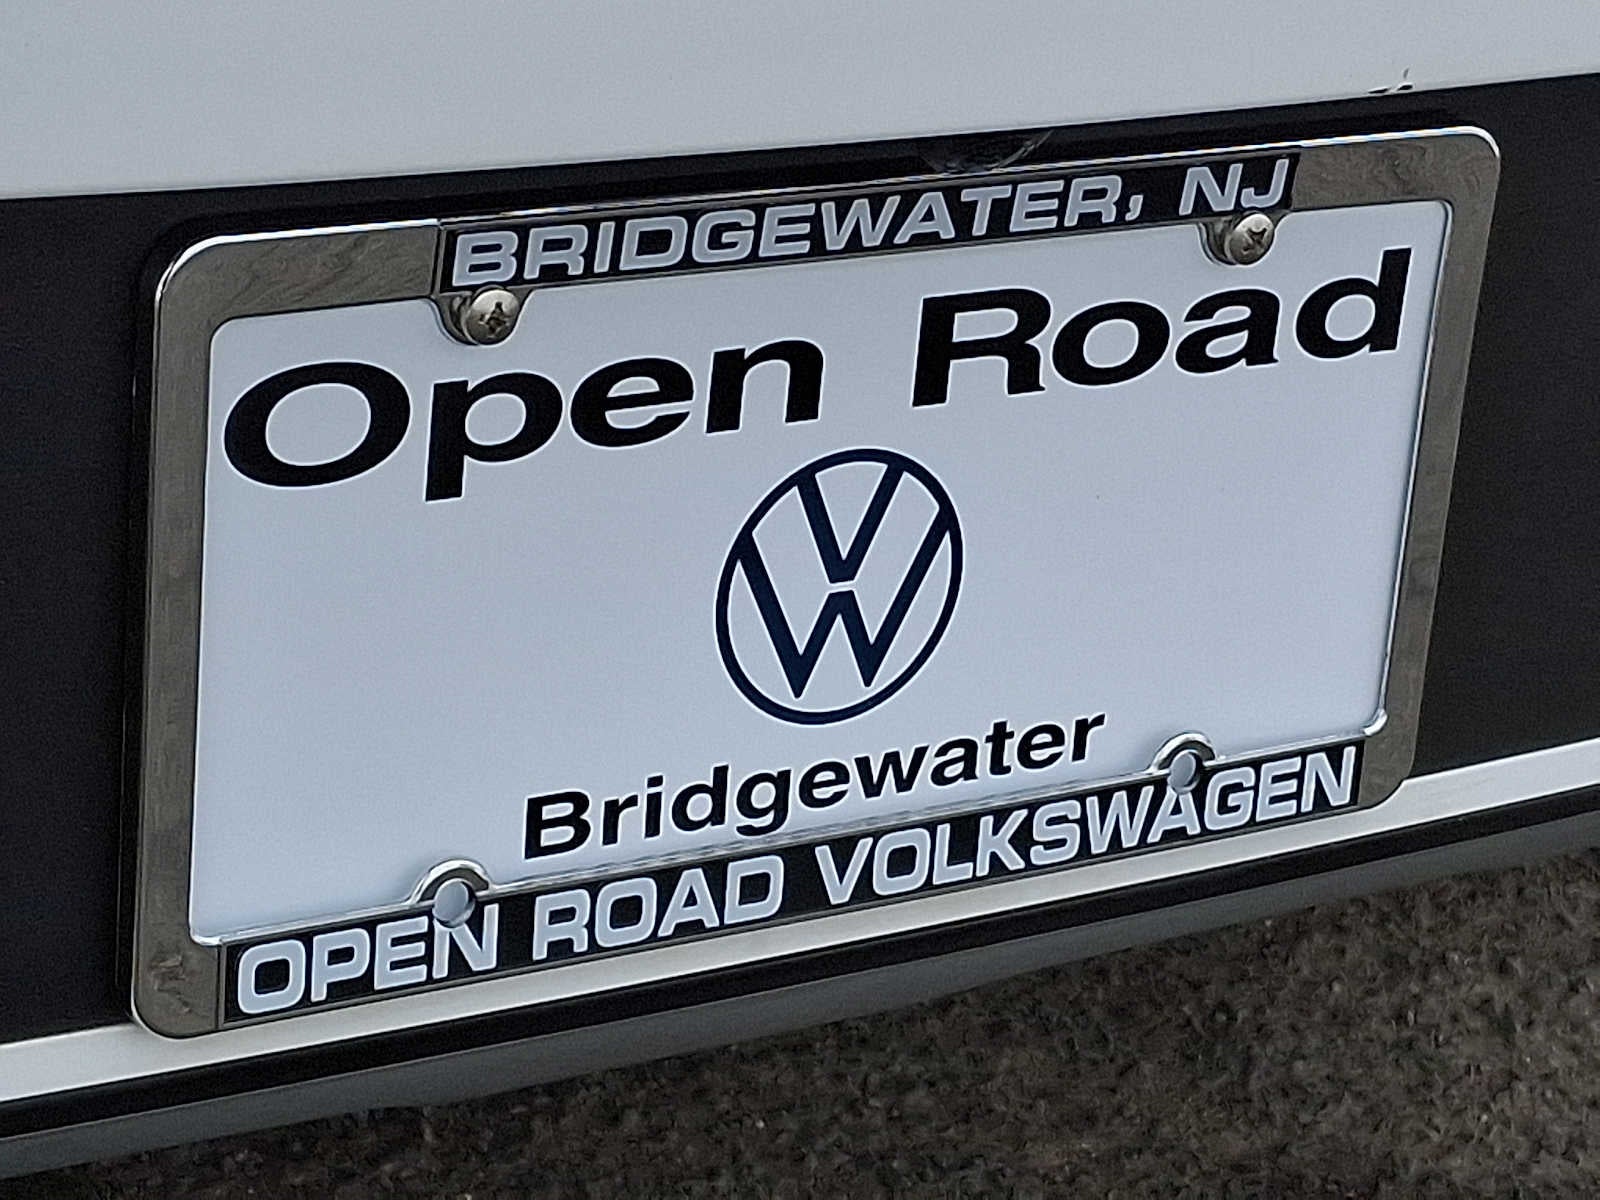 BRIDGEWATER, NJ
Open Road
Bridgewater
OPEN ROAD VOLKSWAGEN